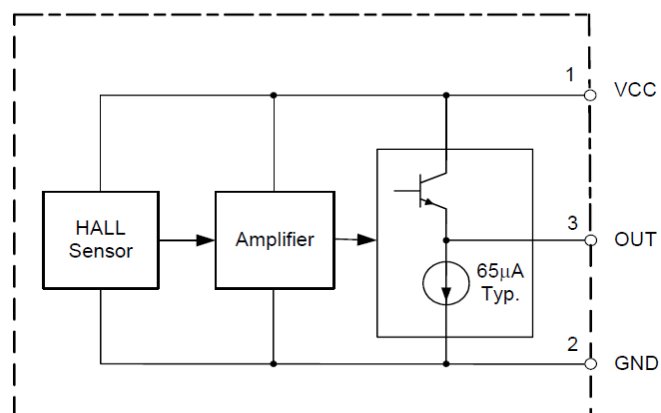 1
VCC
HALL
Sensor
Amplifier
3
OUT
65μA
Typ.
2
GND